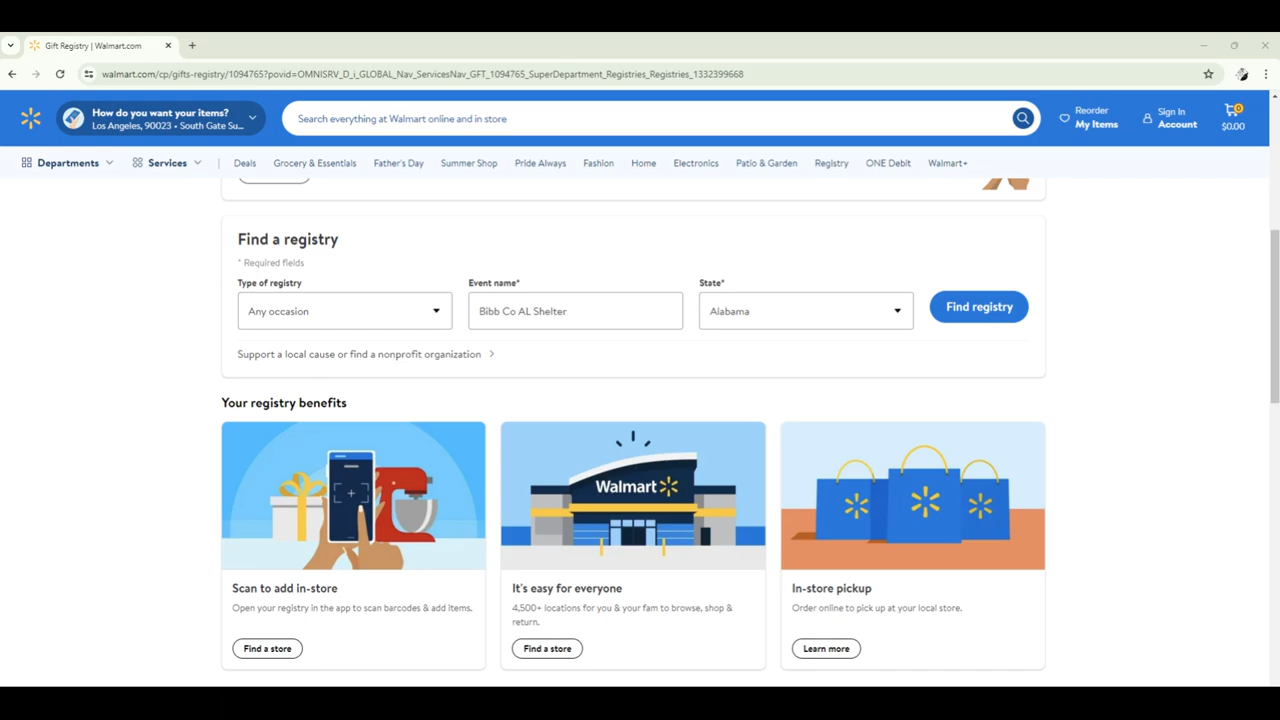 Gift Registry | Walmart.com
walmart.com/cp/gifts-registry/1094765?povid=OMNISRV_D_i_GLOBAL_Nav_ServicesNav_GFT_1094765_SuperDepartment_Registries_Registries_1332399668
How do you want your items?
Los Angeles, 90023 • South Gate Su...
Search everything at Walmart online and in store
Reorder
My Items
Sign In
Account
0
$0.00
Departments
Services
Deals
Grocery & Essentials
Father's Day
Summer Shop
Pride Always
Fashion
Home
Electronics
Patio & Garden
Registry
ONE Debit
Walmart+
Find a registry
* Required fields
Type of registry
Event name*
State*
Any occasion
Bibb Co AL Shelter
Alabama
Find registry
Support a local cause or find a nonprofit organization
Your registry benefits
Walmart
Scan to add in-store
Open your registry in the app to scan barcodes & add items.
Find a store
It's easy for everyone
4,500+ locations for you & your fam to browse, shop &
return.
Find a store
In-store pickup
Order online to pick up at your local store.
Learn more